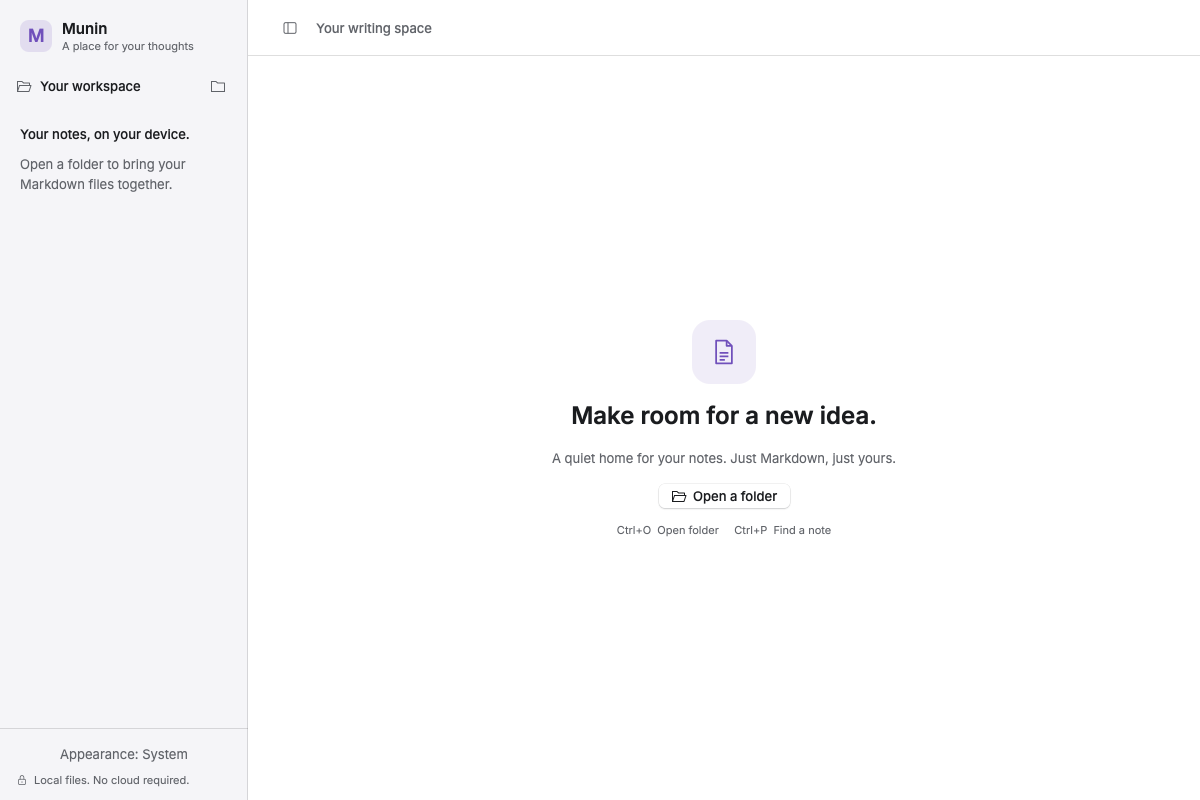 M
Munin
A place for your thoughts
Your workspace
Your notes, on your device.
Open a folder to bring your
Markdown files together.
Appearance: System
Local files. No cloud required.
Your writing space
Make room for a new idea.
A quiet home for your notes. Just Markdown, just yours.
Open a folder
Ctrl+O Open folder Ctrl+P Find a note